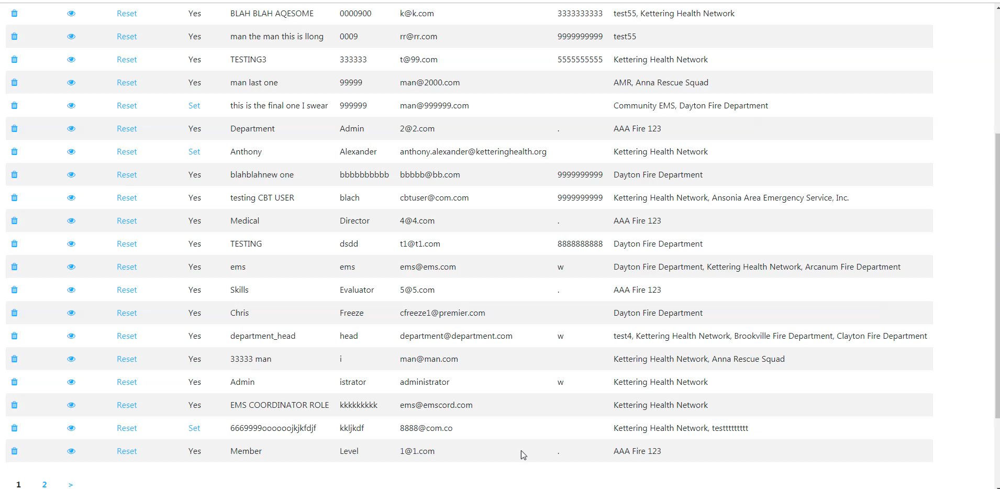 Reset Yes BLAH BLAH AQESOME 0000900 k@k.com 3333333333 test55, Kettering Health Network
Reset Yes man the man this is llong 0009 rr@rr.com 9999999999 test55
Reset Yes TESTING3 333333 t@99.com 5555555555 Kettering Health Network
Reset Yes man last one 99999 man@2000.com AMR, Anna Rescue Squad
Reset Set this is the final one I swear 999999 man@999999.com Community EMS, Dayton Fire Department
Reset Yes Department Admin 2@2.com . AAA Fire 123
Reset Set Anthony Alexander anthony.alexander@ketteringhealth.org Kettering Health Network
Reset Yes blahblahnew one bbbbbbbbbb bbbbb@bb.com 9999999999 Dayton Fire Department
Reset Yes testing CBT USER blach cbtuser@com.com 9999999999 Kettering Health Network, Ansonia Area Emergency Service, Inc.
Reset Yes Medical Director 4@4.com . AAA Fire 123
Reset Yes TESTING dsdd t1@t1.com 8888888888 Dayton Fire Department
Reset Yes ems ems ems@ems.com w Dayton Fire Department, Kettering Health Network, Arcanum Fire Department
Reset Yes Skills Evaluator 5@5.com . AAA Fire 123
Reset Yes Chris Freeze cfreeze1@premier.com Dayton Fire Department
Reset Yes department_head head department@department.com w test4, Kettering Health Network, Brookville Fire Department, Clayton Fire Department
Reset Yes 33333 man i man@man.com Kettering Health Network, Anna Rescue Squad
Reset Yes Admin istrator administrator w Kettering Health Network
Reset Yes EMS COORDINATOR ROLE kkkkkkkkk ems@emscord.com Kettering Health Network
Reset Set 6669999oooooojkjkfdjf kkljkdf 8888@com.co Kettering Health Network, testttttttttt
Reset Yes Member Level 1@1.com . AAA Fire 123
1 2 >